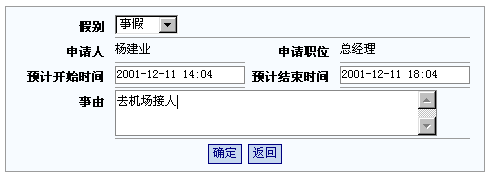 假别 事假
申请人 杨建业 申请职位 总经理
预计开始时间 2001-12-11 14:04 预计结束时间 2001-12-11 18:04
事由 去机场接人
确定 返回